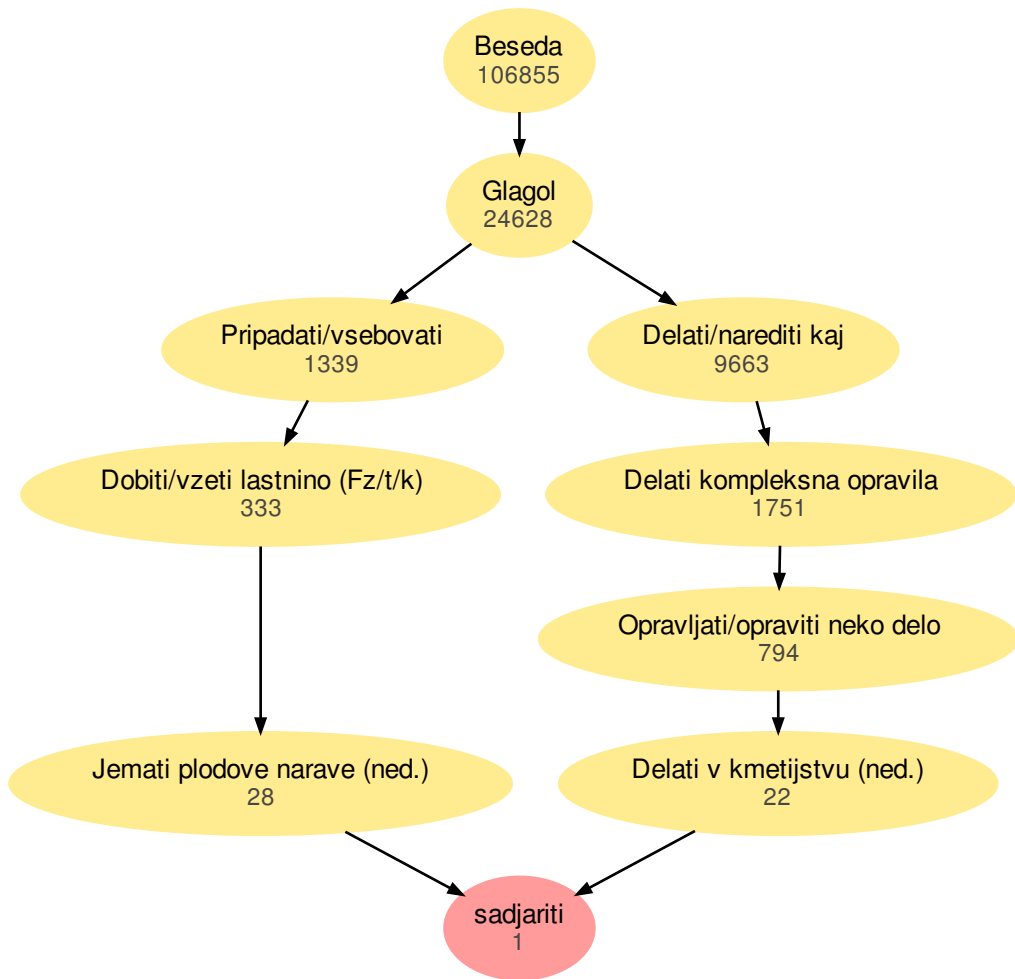 Beseda
106855
Glagol
24628
Pripadati/vsebovati
1339
Delati/narediti kaj
9663
Dobiti/vzeti lastnino (Fz/t/k)
333
Delati kompleksna opravila
1751
Opravljati/opraviti neko delo
794
Jemati plodove narave (ned.)
28
Delati v kmetijstvu (ned.)
22
sadjariti
1